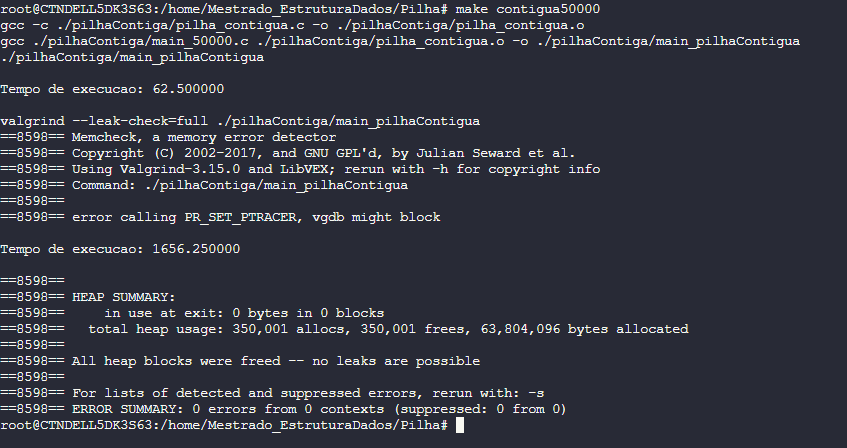 root@CTNDELL5DK3S63:/home/Mestrado_EstruturaDados/Pilha# make contigua50000
gcc -c ./pilhaContiga/pilha_contigua.c -o ./pilhaContiga/pilha_contigua.o
gcc ./pilhaContiga/main_50000.c ./pilhaContiga/pilha_contigua.o -o ./pilhaContiga/main_pilhaContigua
./pilhaContiga/main_pilhaContigua
Tempo de execucao: 62.500000
valgrind --leak-check=full ./pilhaContiga/main_pilhaContigua
==8598== Memcheck, a memory error detector
==8598== Copyright (C) 2002-2017, and GNU GPL'd, by Julian Seward et al.
==8598== Using Valgrind-3.15.0 and LibVEX; rerun with -h for copyright info
==8598== Command: ./pilhaContiga/main_pilhaContigua
==8598==
==8598== error calling PR_SET_PTRACER, vgdb might block
Tempo de execucao: 1656.250000
==8598==
==8598== HEAP SUMMARY:
==8598==     in use at exit: 0 bytes in 0 blocks
==8598==   total heap usage: 350,001 allocs, 350,001 frees, 63,804,096 bytes allocated
==8598==
==8598== All heap blocks were freed -- no leaks are possible
==8598==
==8598== For lists of detected and suppressed errors, rerun with: -s
==8598== ERROR SUMMARY: 0 errors from 0 contexts (suppressed: 0 from 0)
root@CTNDELL5DK3S63:/home/Mestrado_EstruturaDados/Pilha#